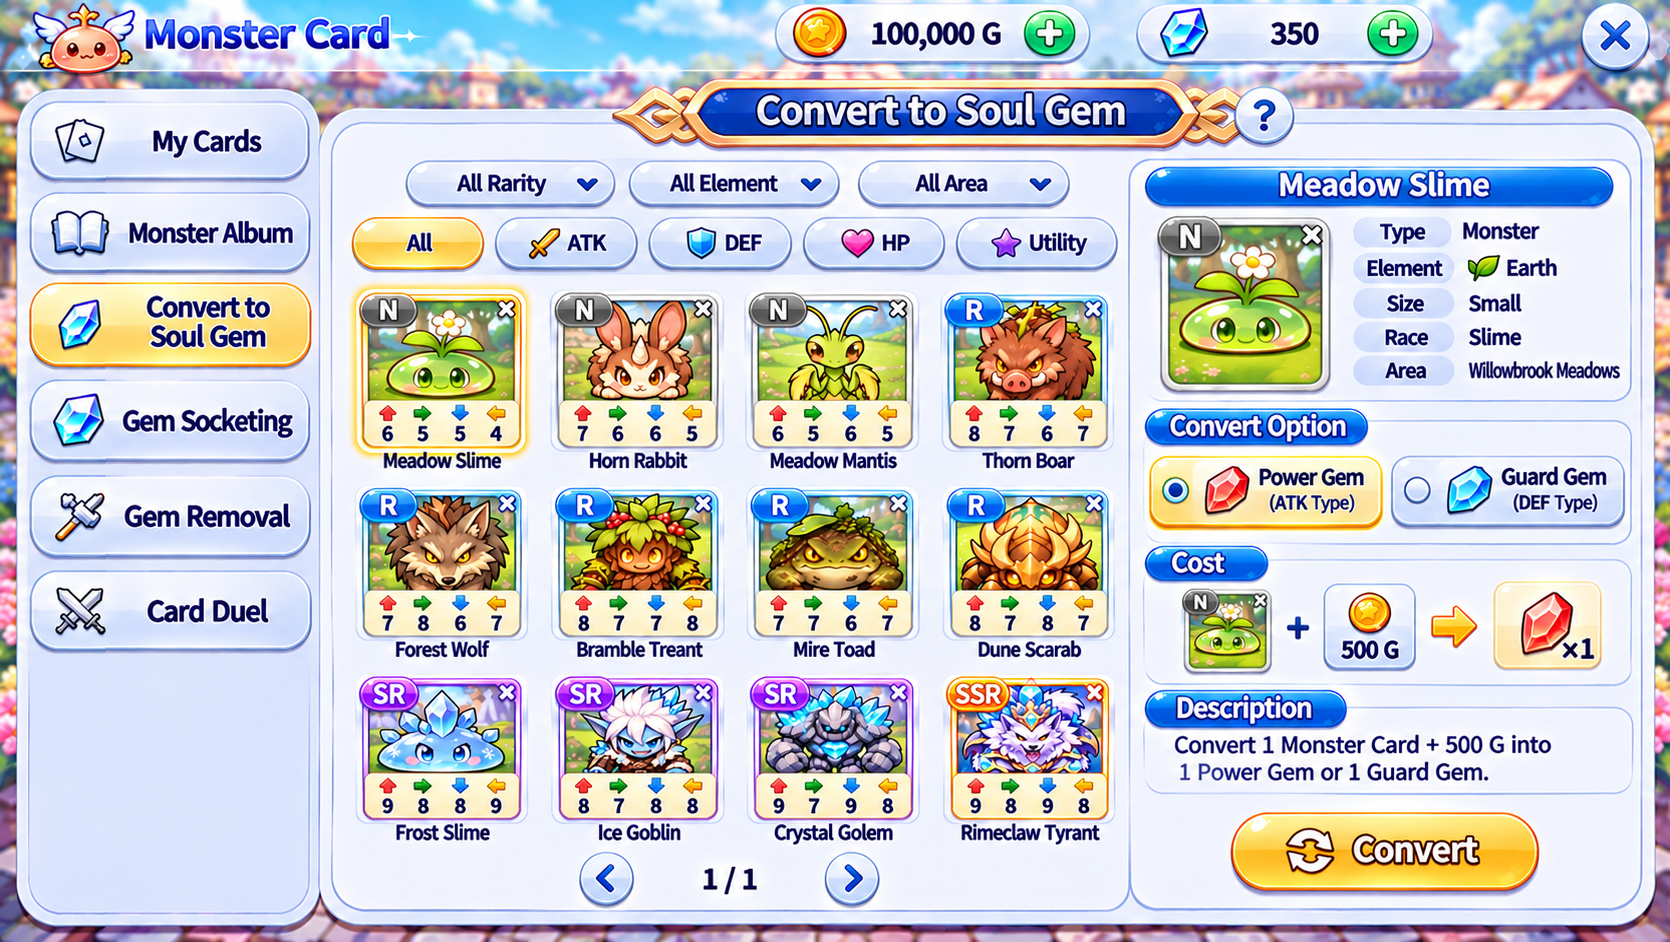 Monster Card
100,000 G
350
My Cards
Monster Album
Convert to
Soul Gem
Gem Socketing
Gem Removal
Card Duel
Convert to Soul Gem
?
All Rarity
All Element
All Area
All
ATK
DEF
HP
Utility
N
6 5 5 4
Meadow Slime
N
7 6 6 5
Horn Rabbit
N
6 5 6 5
Meadow Mantis
R
8 7 6 7
Thorn Boar
R
7 8 6 7
Forest Wolf
R
8 7 7 8
Bramble Treant
R
7 7 6 7
Mire Toad
R
8 7 8 7
Dune Scarab
SR
9 8 8 9
Frost Slime
SR
8 7 8 8
Ice Goblin
SR
9 7 9 8
Crystal Golem
SSR
9 8 9 8
Rimeclaw Tyrant
1 / 1
Meadow Slime
N
Type Monster
Element Earth
Size Small
Race Slime
Area Willowbrook Meadows
Convert Option
Power Gem
(ATK Type)
Guard Gem
(DEF Type)
Cost
N
+
500 G
×1
Description
Convert 1 Monster Card + 500 G into
1 Power Gem or 1 Guard Gem.
Convert